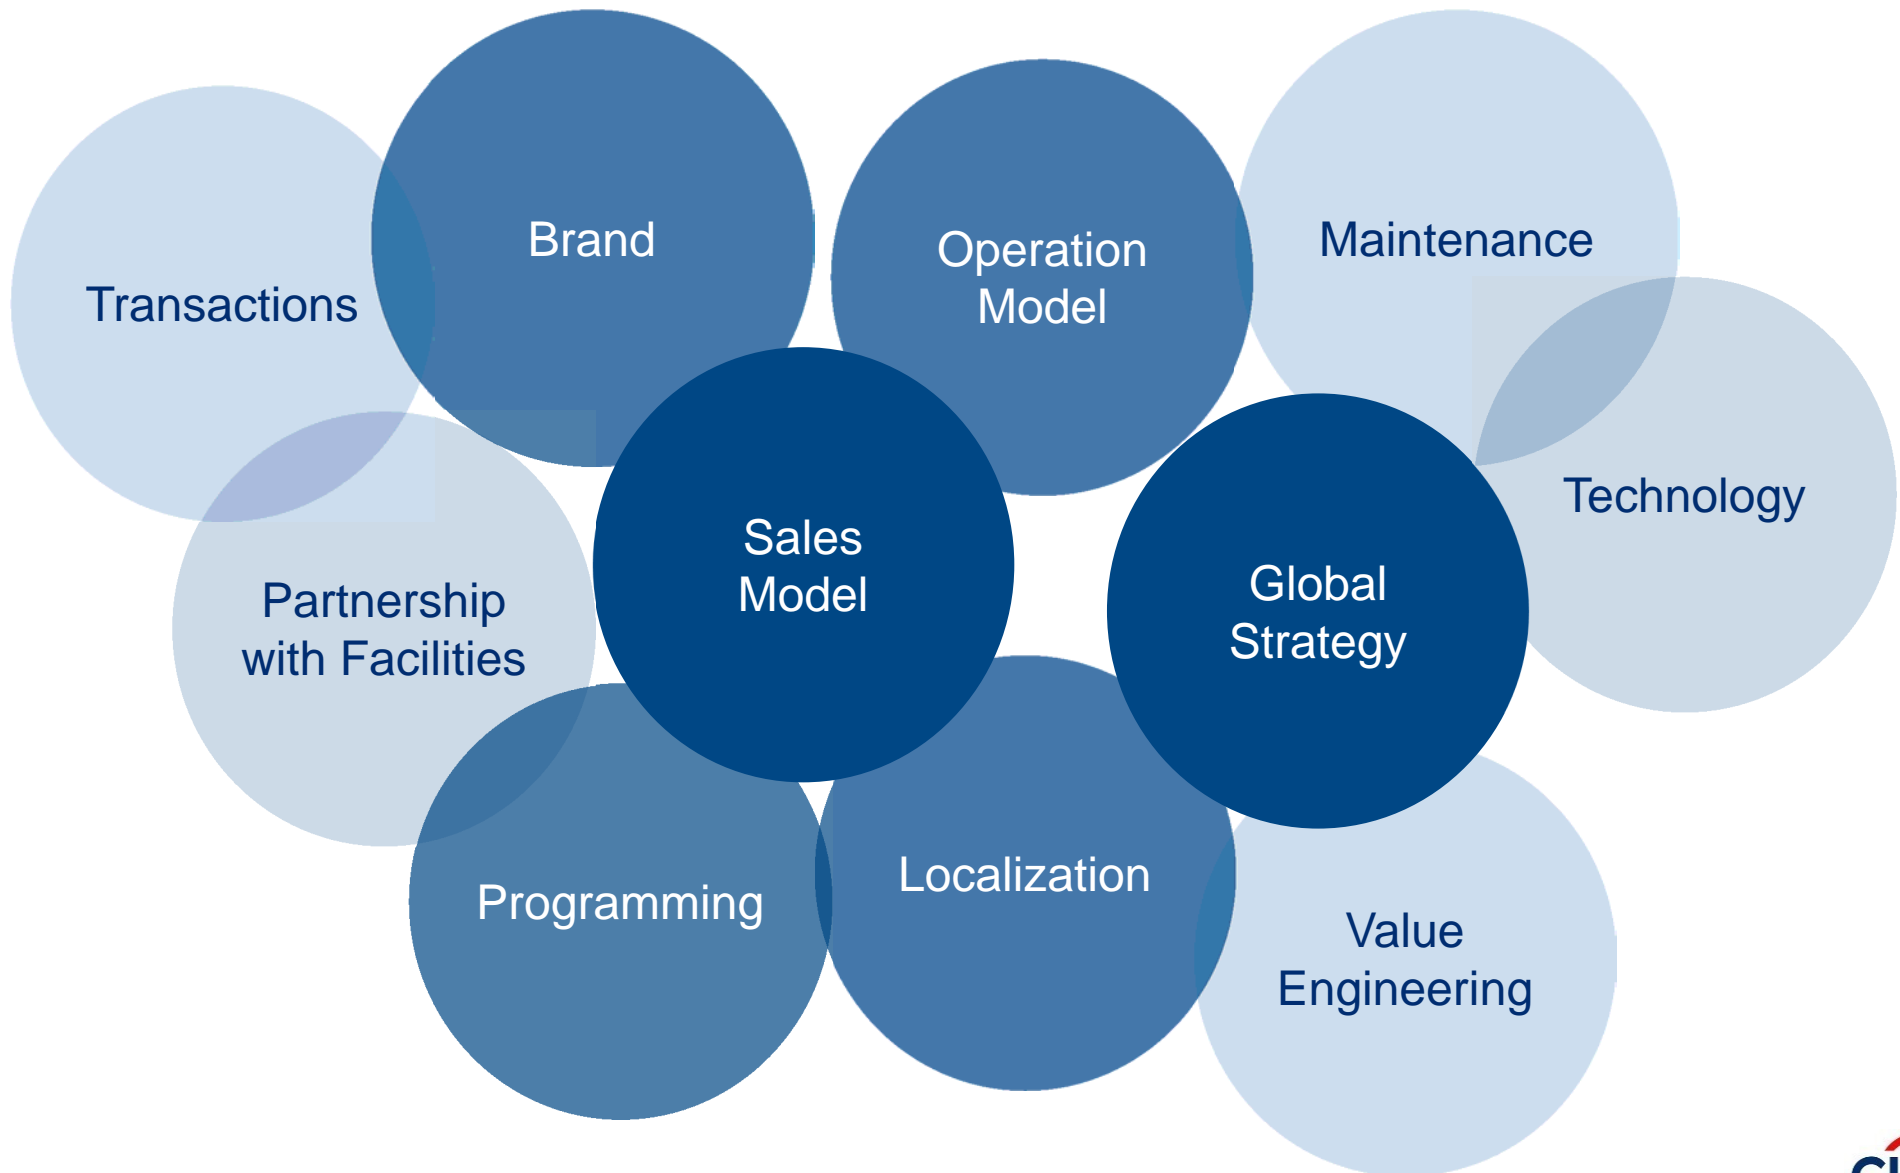 Transactions
Brand
Operation
Model
Maintenance
Technology
Partnership
with Facilities
Sales
Model
Global
Strategy
Programming
Localization
Value
Engineering